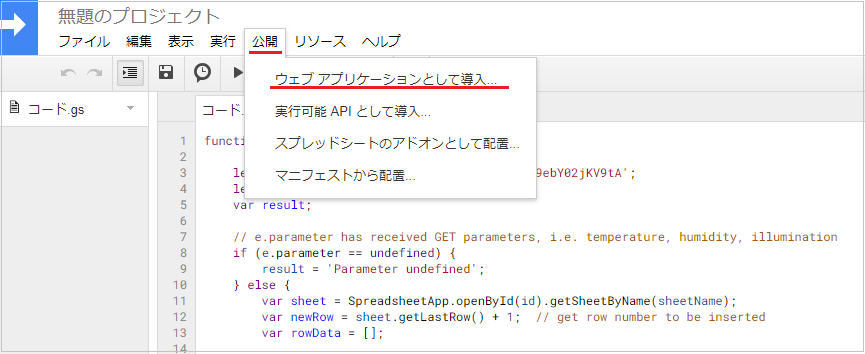 無題のプロジェクト
ファイル 編集 表示 実行 公開 リソース ヘルプ
ウェブ アプリケーションとして導入...
実行可能 API として導入...
スプレッドシートのアドオンとして配置...
マニフェストから配置...
コード.gs
コード.
1 functi
2
3 le 9ebY02jKV9tA';
4 le
5 var result;
6
7 // e.parameter has received GET parameters, i.e. temperature, humidity, illumination
8 if (e.parameter == undefined) {
9 result = 'Parameter undefined';
10 } else {
11 var sheet = SpreadsheetApp.openById(id).getSheetByName(sheetName);
12 var newRow = sheet.getLastRow() + 1; // get row number to be inserted
13 var rowData = [];
14